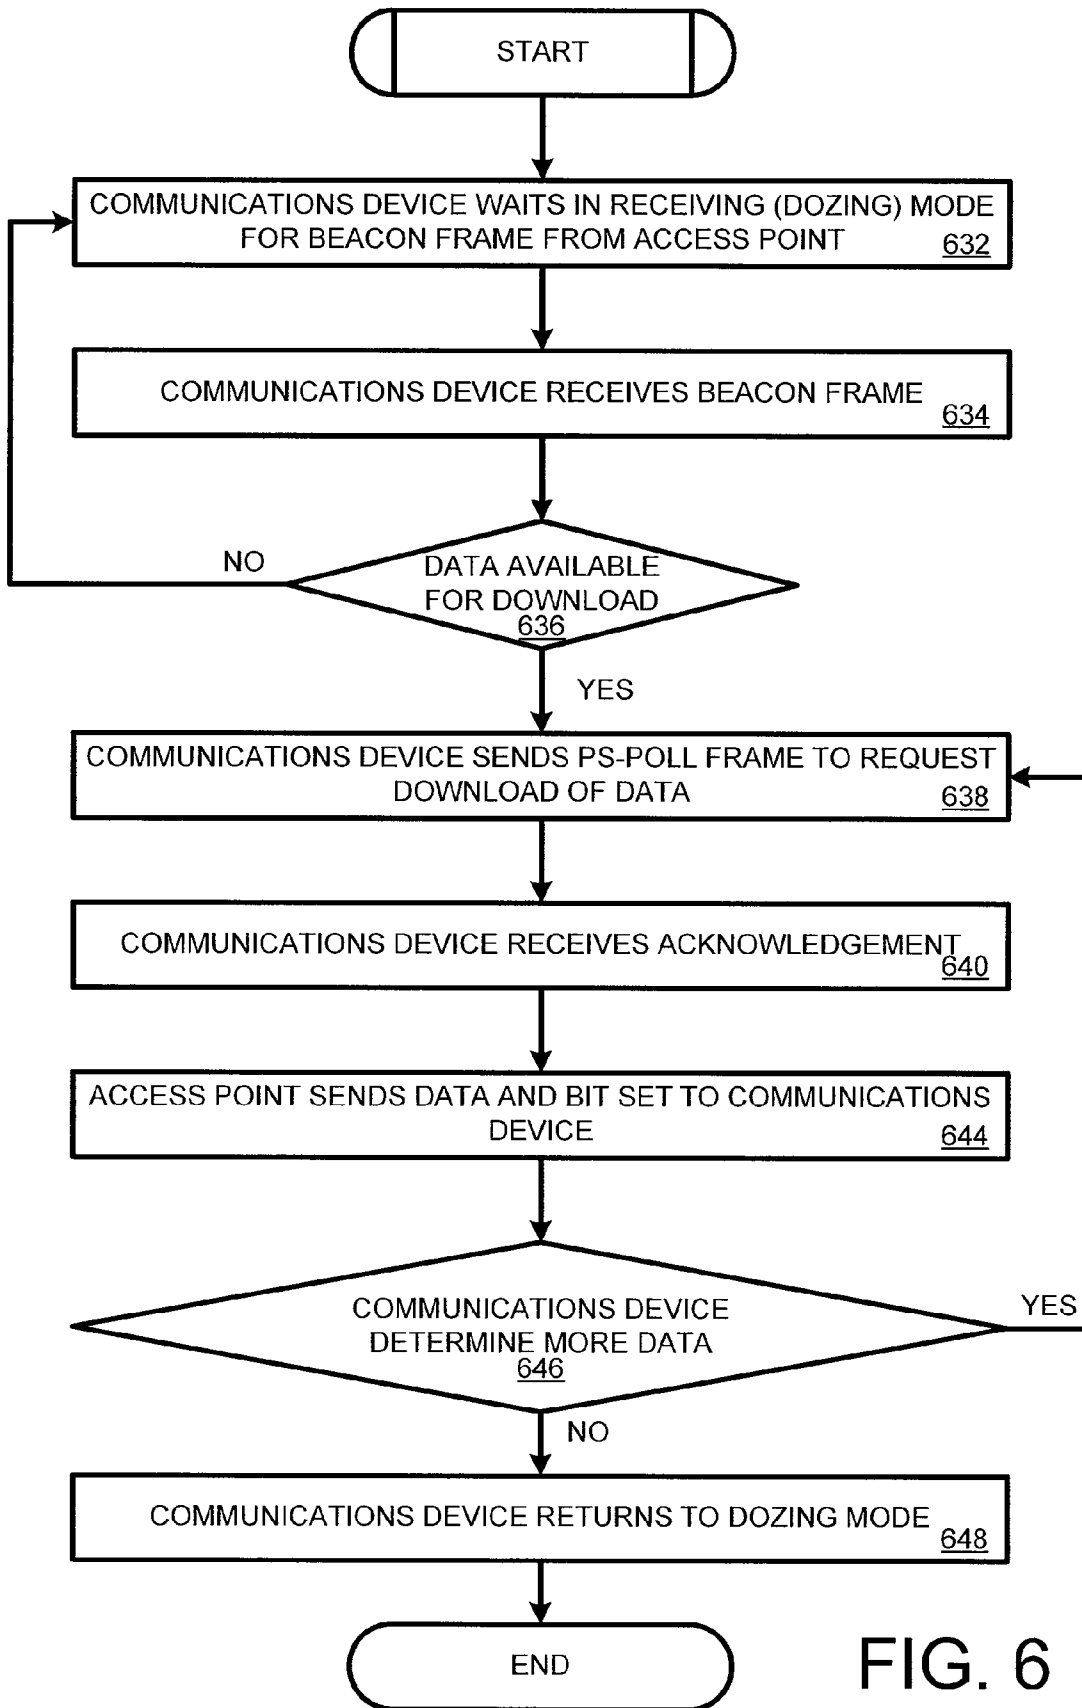 START
COMMUNICATIONS DEVICE WAITS IN RECEIVING (DOZING) MODE
FOR BEACON FRAME FROM ACCESS POINT
632
COMMUNICATIONS DEVICE RECEIVES BEACON FRAME
634
NO
DATA AVAILABLE
FOR DOWNLOAD
636
YES
COMMUNICATIONS DEVICE SENDS PS-POLL FRAME TO REQUEST
DOWNLOAD OF DATA
638
COMMUNICATIONS DEVICE RECEIVES ACKNOWLEDGEMENT
640
ACCESS POINT SENDS DATA AND BIT SET TO COMMUNICATIONS
DEVICE
644
COMMUNICATIONS DEVICE
DETERMINE MORE DATA
646
YES
NO
COMMUNICATIONS DEVICE RETURNS TO DOZING MODE
648
END
FIG. 6